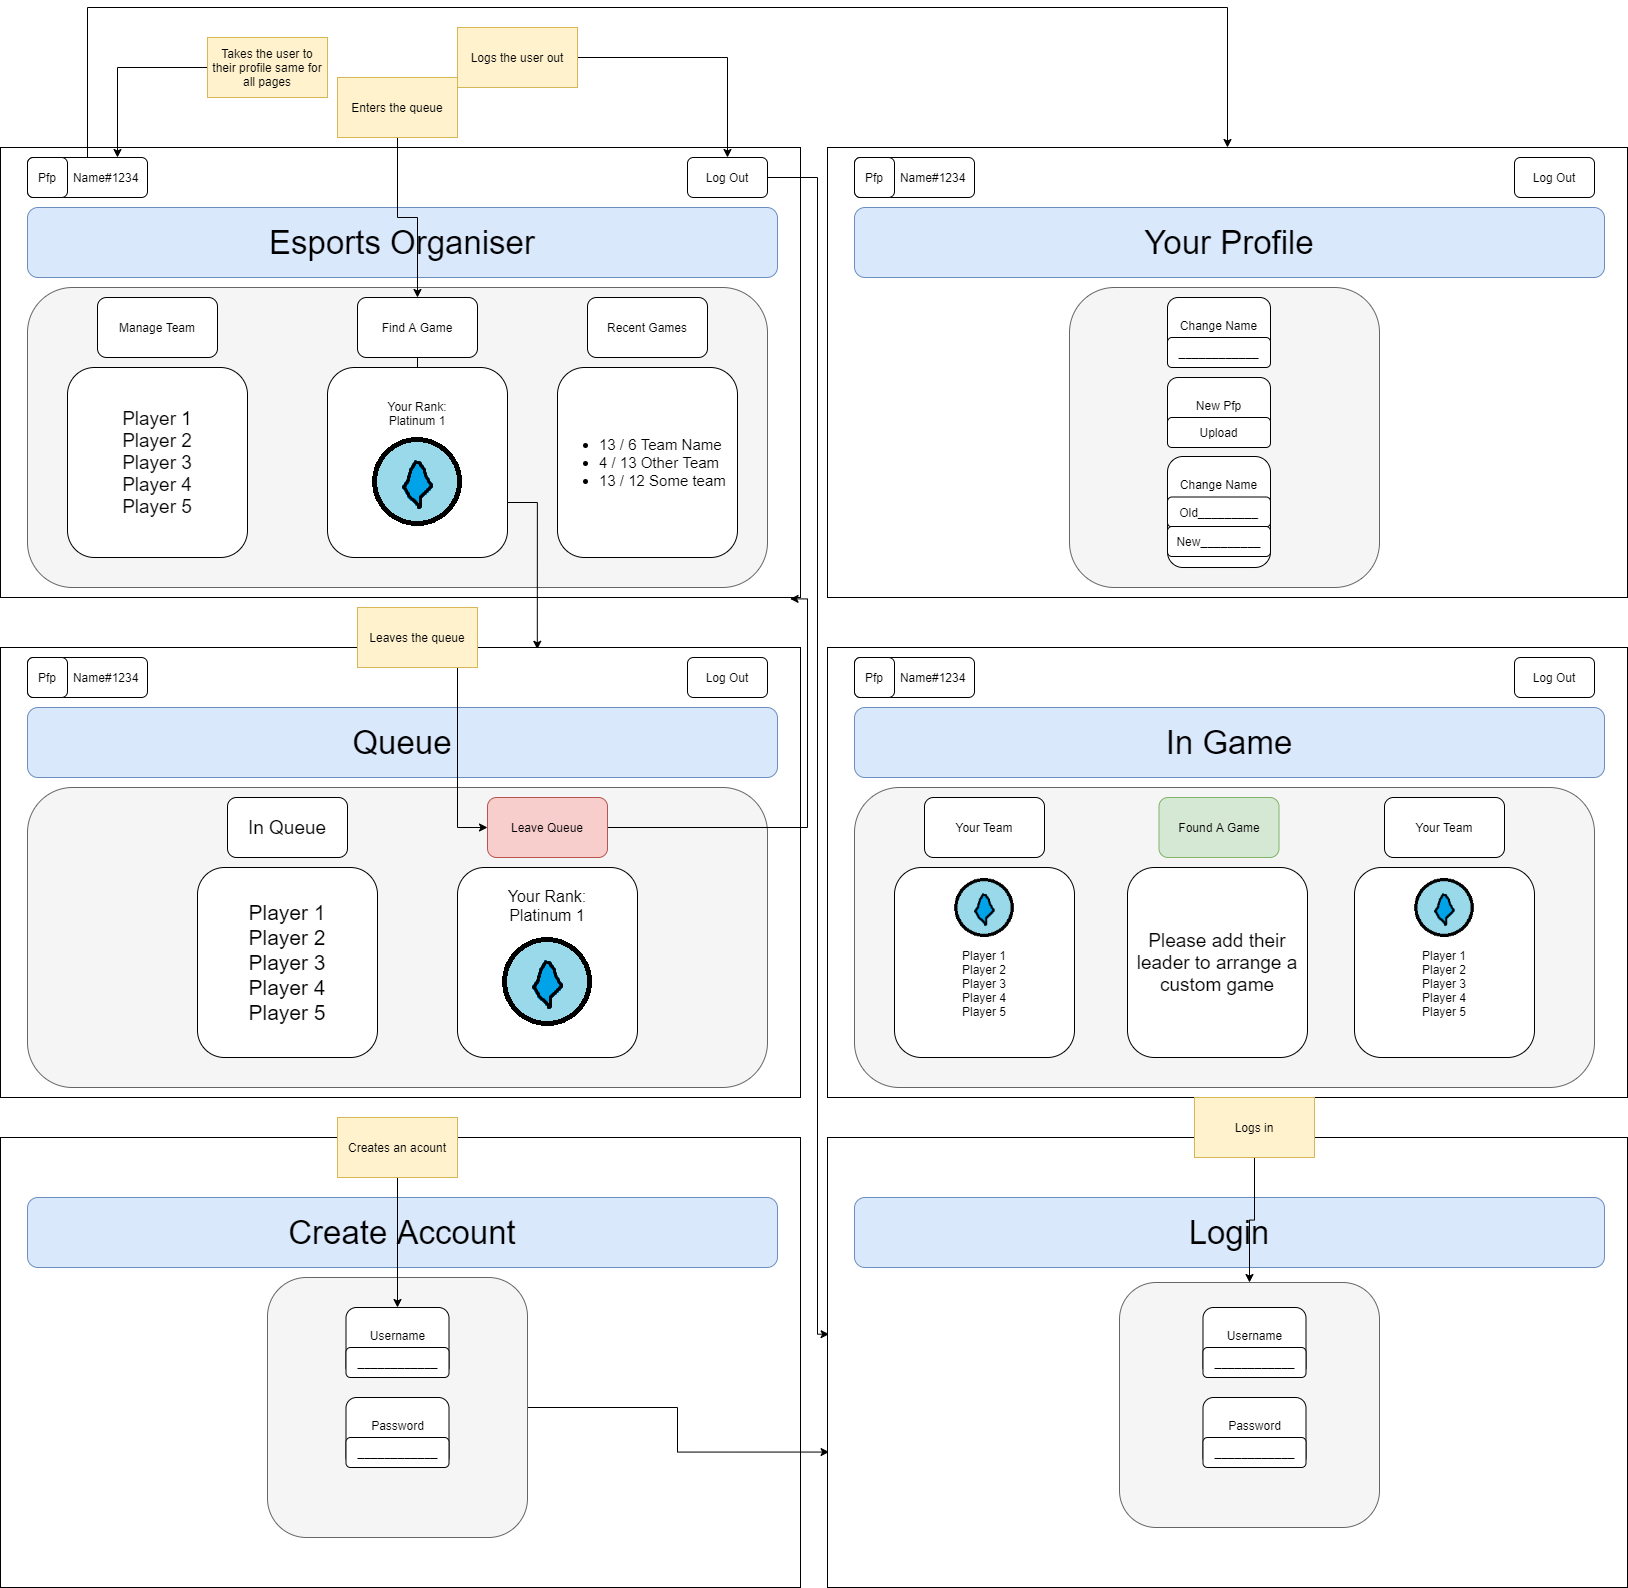 Takes the user to
their profile same for
all pages
Enters the queue
Logs the user out
Pfp
Name#1234
Log Out
Esports Organiser
Manage Team
Find A Game
Recent Games
Player 1
Player 2
Player 3
Player 4
Player 5
Your Rank:
Platinum 1
• 13 / 6 Team Name
• 4 / 13 Other Team
• 13 / 12 Some team
Pfp
Name#1234
Log Out
Your Profile
Change Name
____________
New Pfp
Upload
Change Name
Old_________
New_________
Leaves the queue
Pfp
Name#1234
Log Out
Queue
In Queue
Leave Queue
Player 1
Player 2
Player 3
Player 4
Player 5
Your Rank:
Platinum 1
Pfp
Name#1234
Log Out
In Game
Your Team
Found A Game
Your Team
Player 1
Player 2
Player 3
Player 4
Player 5
Please add their
leader to arrange a
custom game
Player 1
Player 2
Player 3
Player 4
Player 5
Creates an acount
Create Account
Username
____________
Password
____________
Logs in
Login
Username
____________
Password
____________